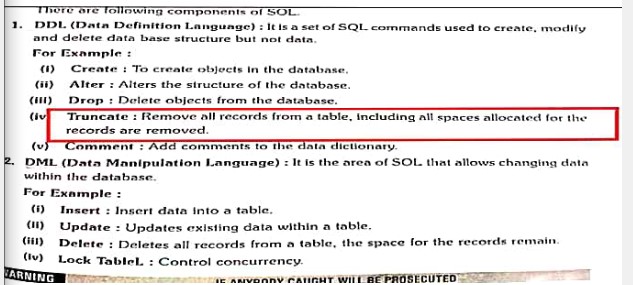 There are following components of SQL.
1. DDL (Data Definition Language) : It is a set of SQL commands used to create, modify
and delete data base structure but not data.
For Example :
(i) Create : To create objects in the database.
(ii) Alter : Alters the structure of the database.
(iii) Drop : Delete objects from the database.
(iv Truncate : Remove all records from a table, including all spaces allocated for the
records are removed.
(v) Comment : Add comments to the data dictionary.
2. DML (Data Manipulation Language) : It is the area of SQL that allows changing data
within the database.
For Example :
(i) Insert : Insert data into a table.
(ii) Update : Updates existing data within a table.
(iii) Delete : Deletes all records from a table, the space for the records remain.
(iv) Lock TableL : Control concurrency.
WARNING IF ANYBODY CAUGHT WILL BE PROSECUTED